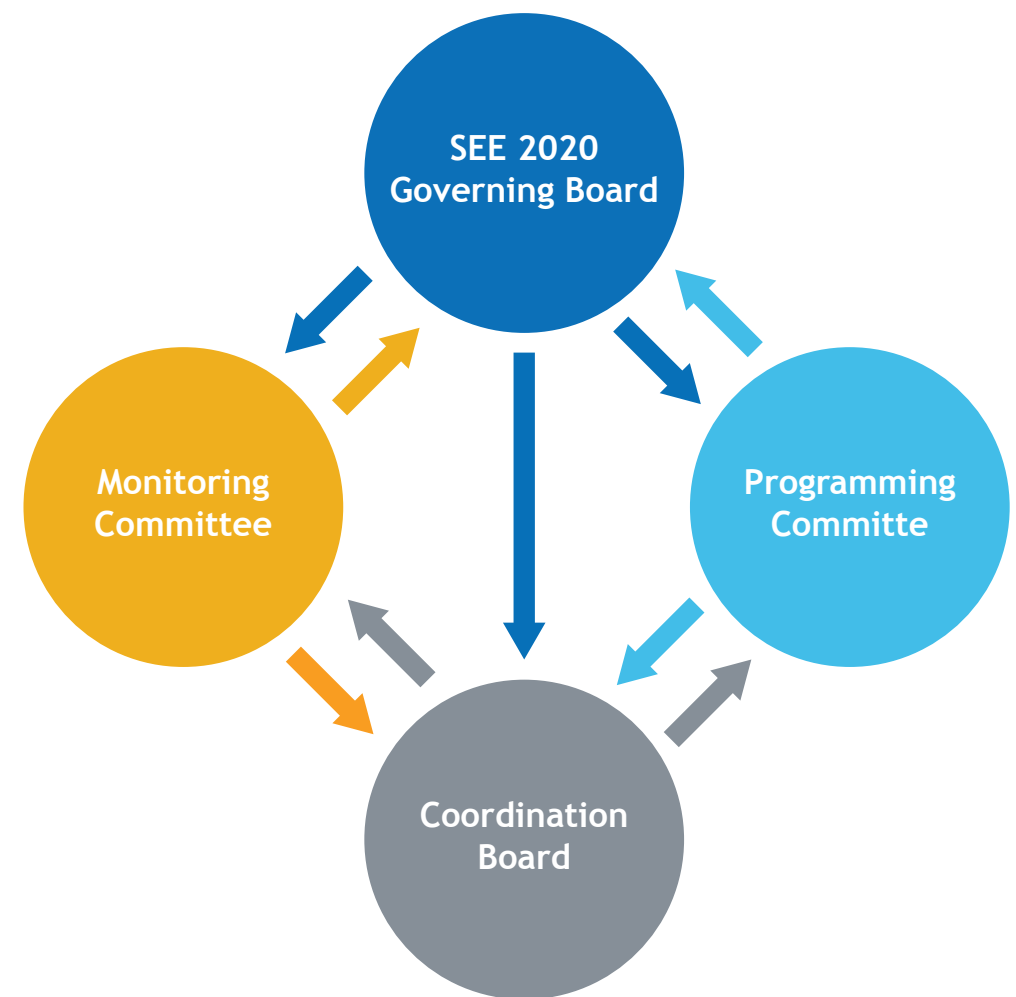 SEE 2020
Governing Board
Monitoring
Committee
Programming
Committe
Coordination
Board